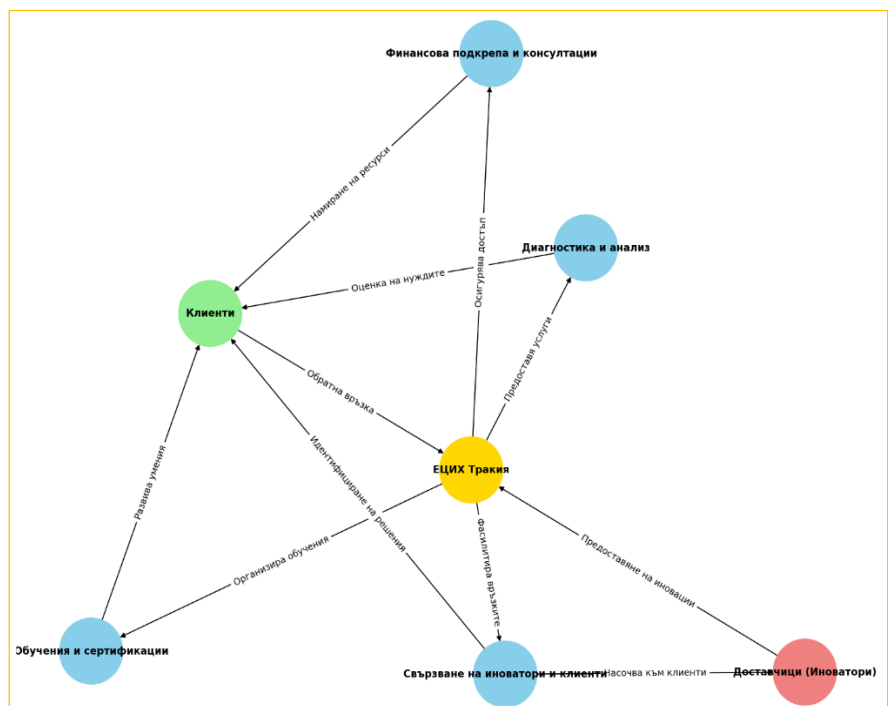 Финансова подкрепа и консултации
Намиране на ресурси
Осигурява достъп
Диагностика и анализ
Оценка на нуждите
Клиенти
Предоставя услуги
Обратна връзка
ЕЦИХ Тракия
Идентифициране на решения
Развива умения
Организира обучения
Фасилитира връзките
Предоставяне на иновации
Обучения и сертификации
Свързване на иноватори и клиенти
Насочва към клиенти
Доставчици (Иноватори)